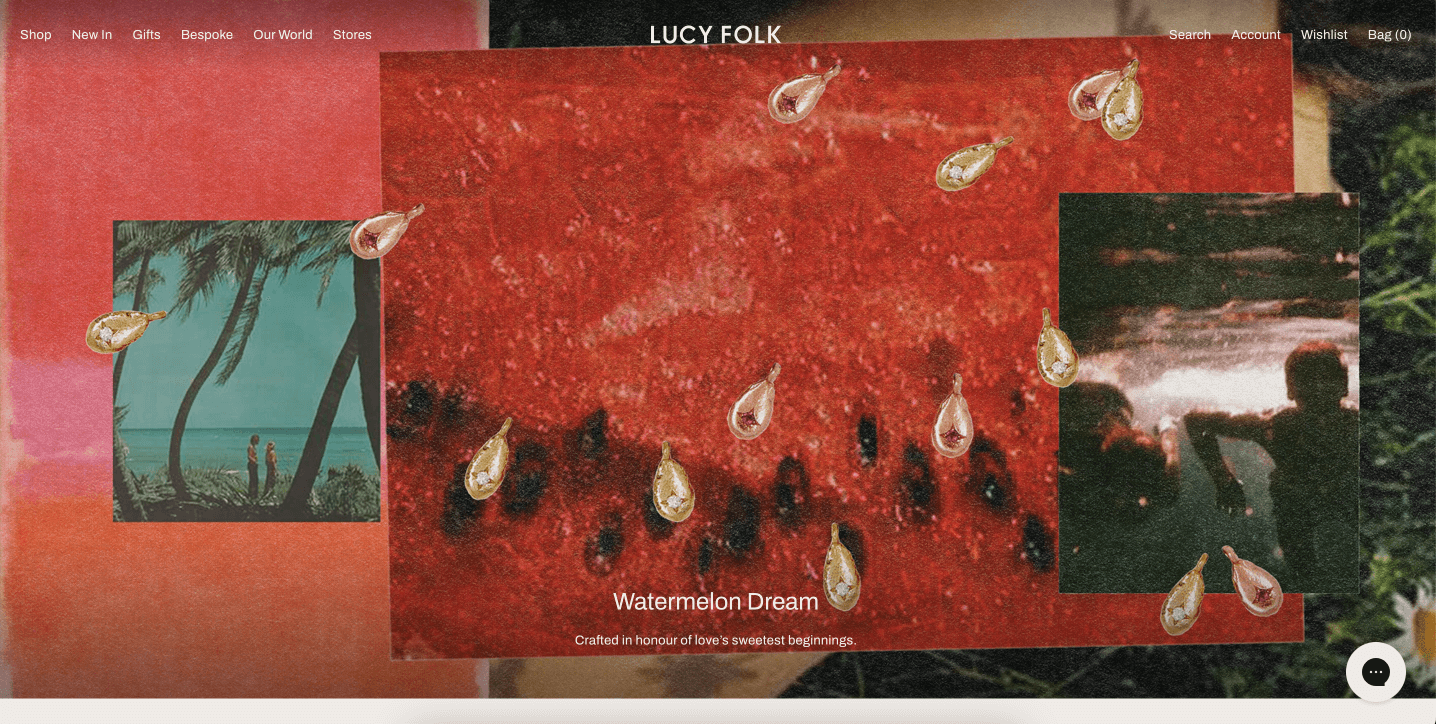 Shop New In Gifts Bespoke Our World Stores LUCY FOLK Search Account Wishlist Bag (0)
Watermelon Dream
Crafted in honour of love's sweetest beginnings.